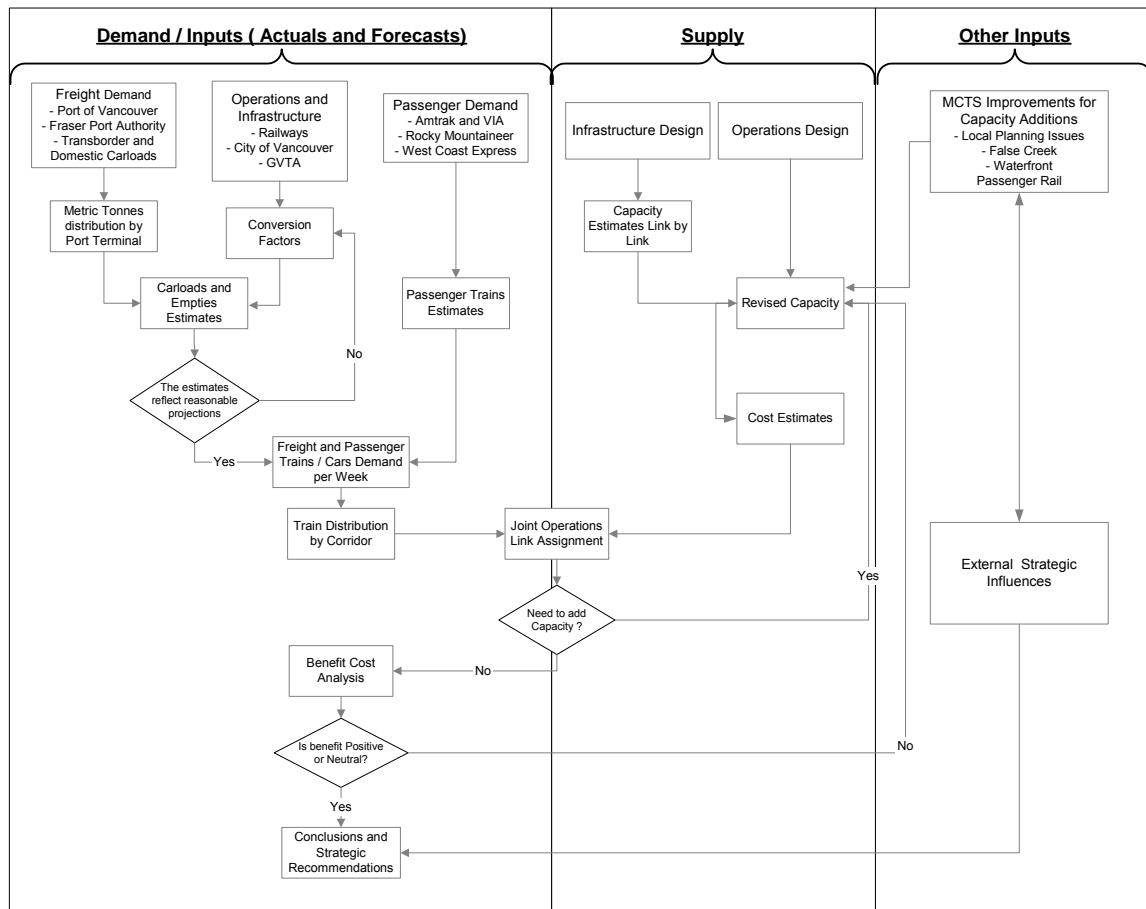 Demand / Inputs ( Actuals and Forecasts)
Supply
Other Inputs
Freight Demand
- Port of Vancouver
- Fraser Port Authority
- Transborder and
Domestic Carloads
Operations and
Infrastructure
- Railways
- City of Vancouver
- GVTA
Passenger Demand
- Amtrak and VIA
- Rocky Mountaineer
- West Coast Express
Infrastructure Design
Operations Design
MCTS Improvements for
Capacity Additions
- Local Planning Issues
- False Creek
- Waterfront
Passenger Rail
Metric Tonnes
distribution by
Port Terminal
Conversion
Factors
Capacity
Estimates Link by
Link
Carloads and
Empties
Estimates
Passenger Trains
Estimates
Revised Capacity
No
The estimates
reflect reasonable
projections
Cost Estimates
Yes
Freight and Passenger
Trains / Cars Demand
per Week
Train Distribution
by Corridor
Joint Operations
Link Assignment
External Strategic
Influences
Yes
Need to add
Capacity ?
Benefit Cost
Analysis
No
Is benefit Positive
or Neutral?
No
Yes
Conclusions and
Strategic
Recommendations